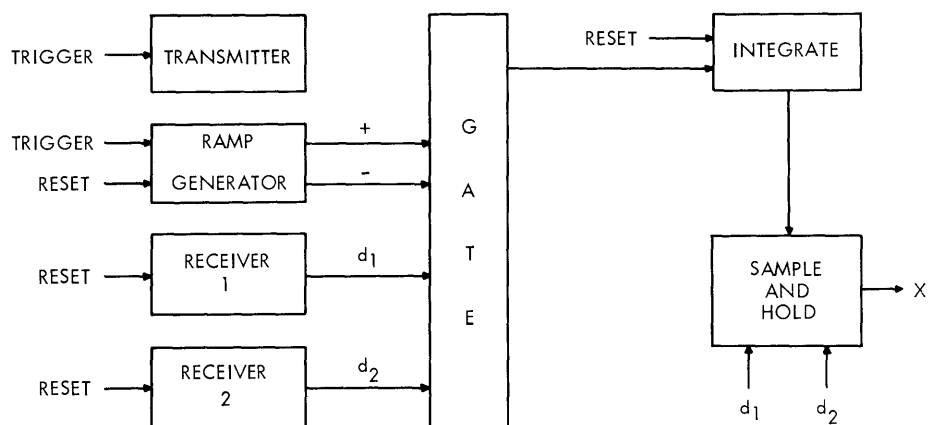 TRIGGER
TRANSMITTER
TRIGGER
RESET
RAMP
GENERATOR
+
-
RESET
RECEIVER
1
d1
RESET
RECEIVER
2
d2
G
A
T
E
RESET
INTEGRATE
SAMPLE
AND
HOLD
X
d1
d2